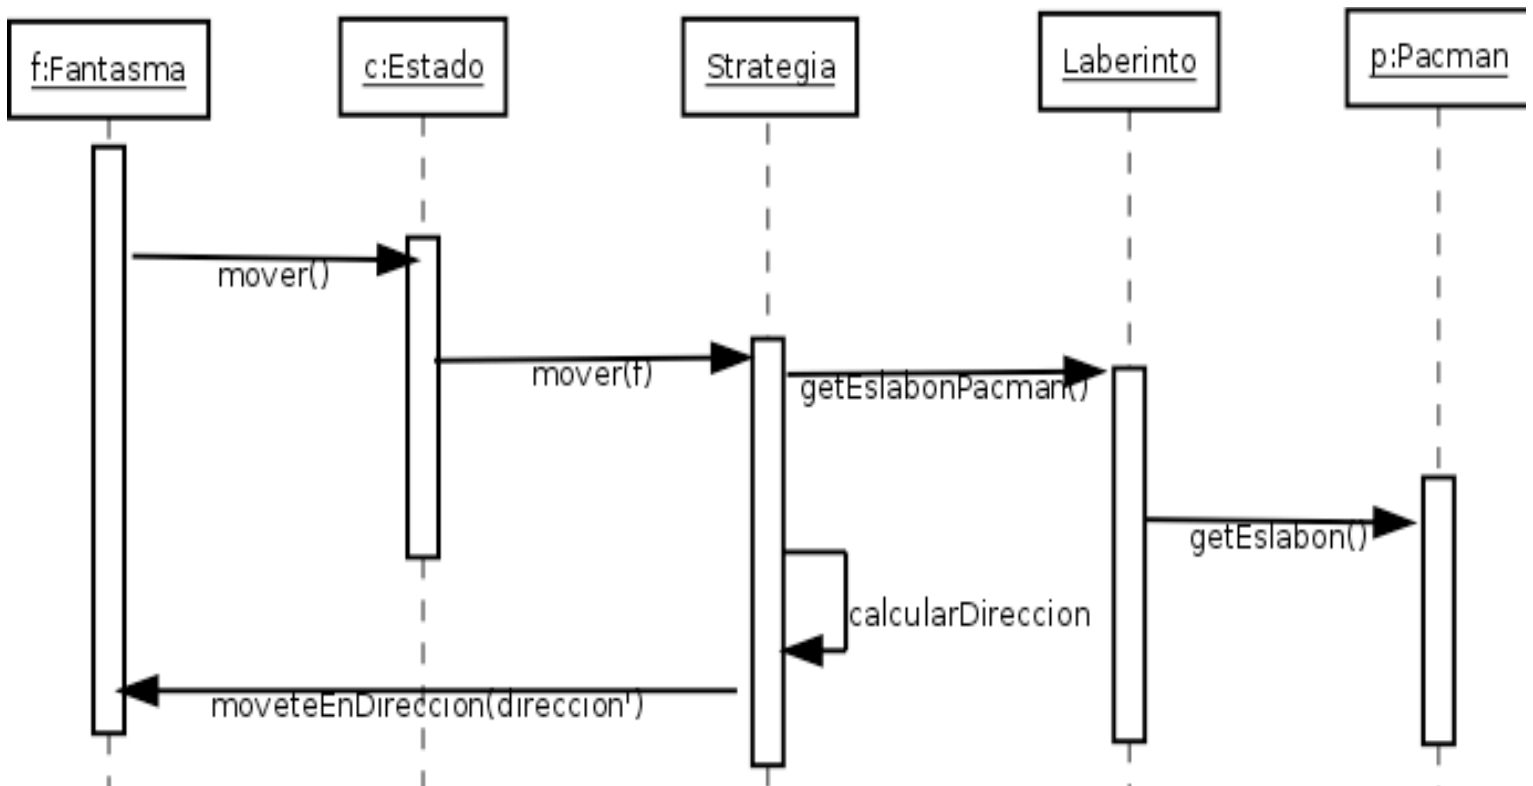 f:Fantasma
c:Estado
Strategia
Laberinto
p:Pacman
mover()
mover(f)
getEslabonPacman()
getEslabon()
calcularDireccion
moveteEnDireccion(direccion')